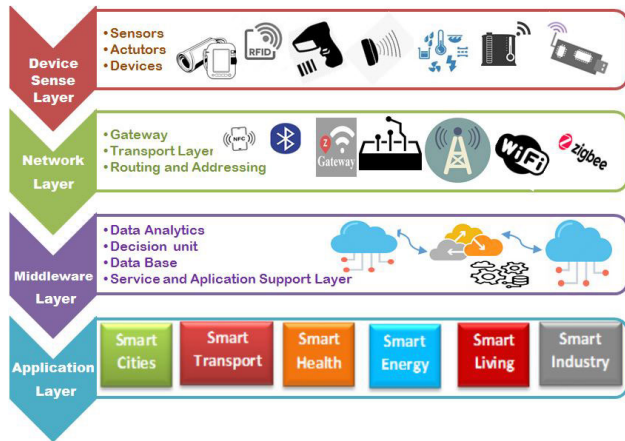 Device
Sense
Layer
• Sensors
• Actutors
• Devices
RFID
Network
Layer
• Gateway
• Transport Layer
• Routing and Addressing
NFC
Z
Gateway
WiFi
zigbee
Middleware
Layer
• Data Analytics
• Decision unit
• Data Base
• Service and Aplication Support Layer
Application
Layer
Smart
Cities
Smart
Transport
Smart
Health
Smart
Energy
Smart
Living
Smart
Industry